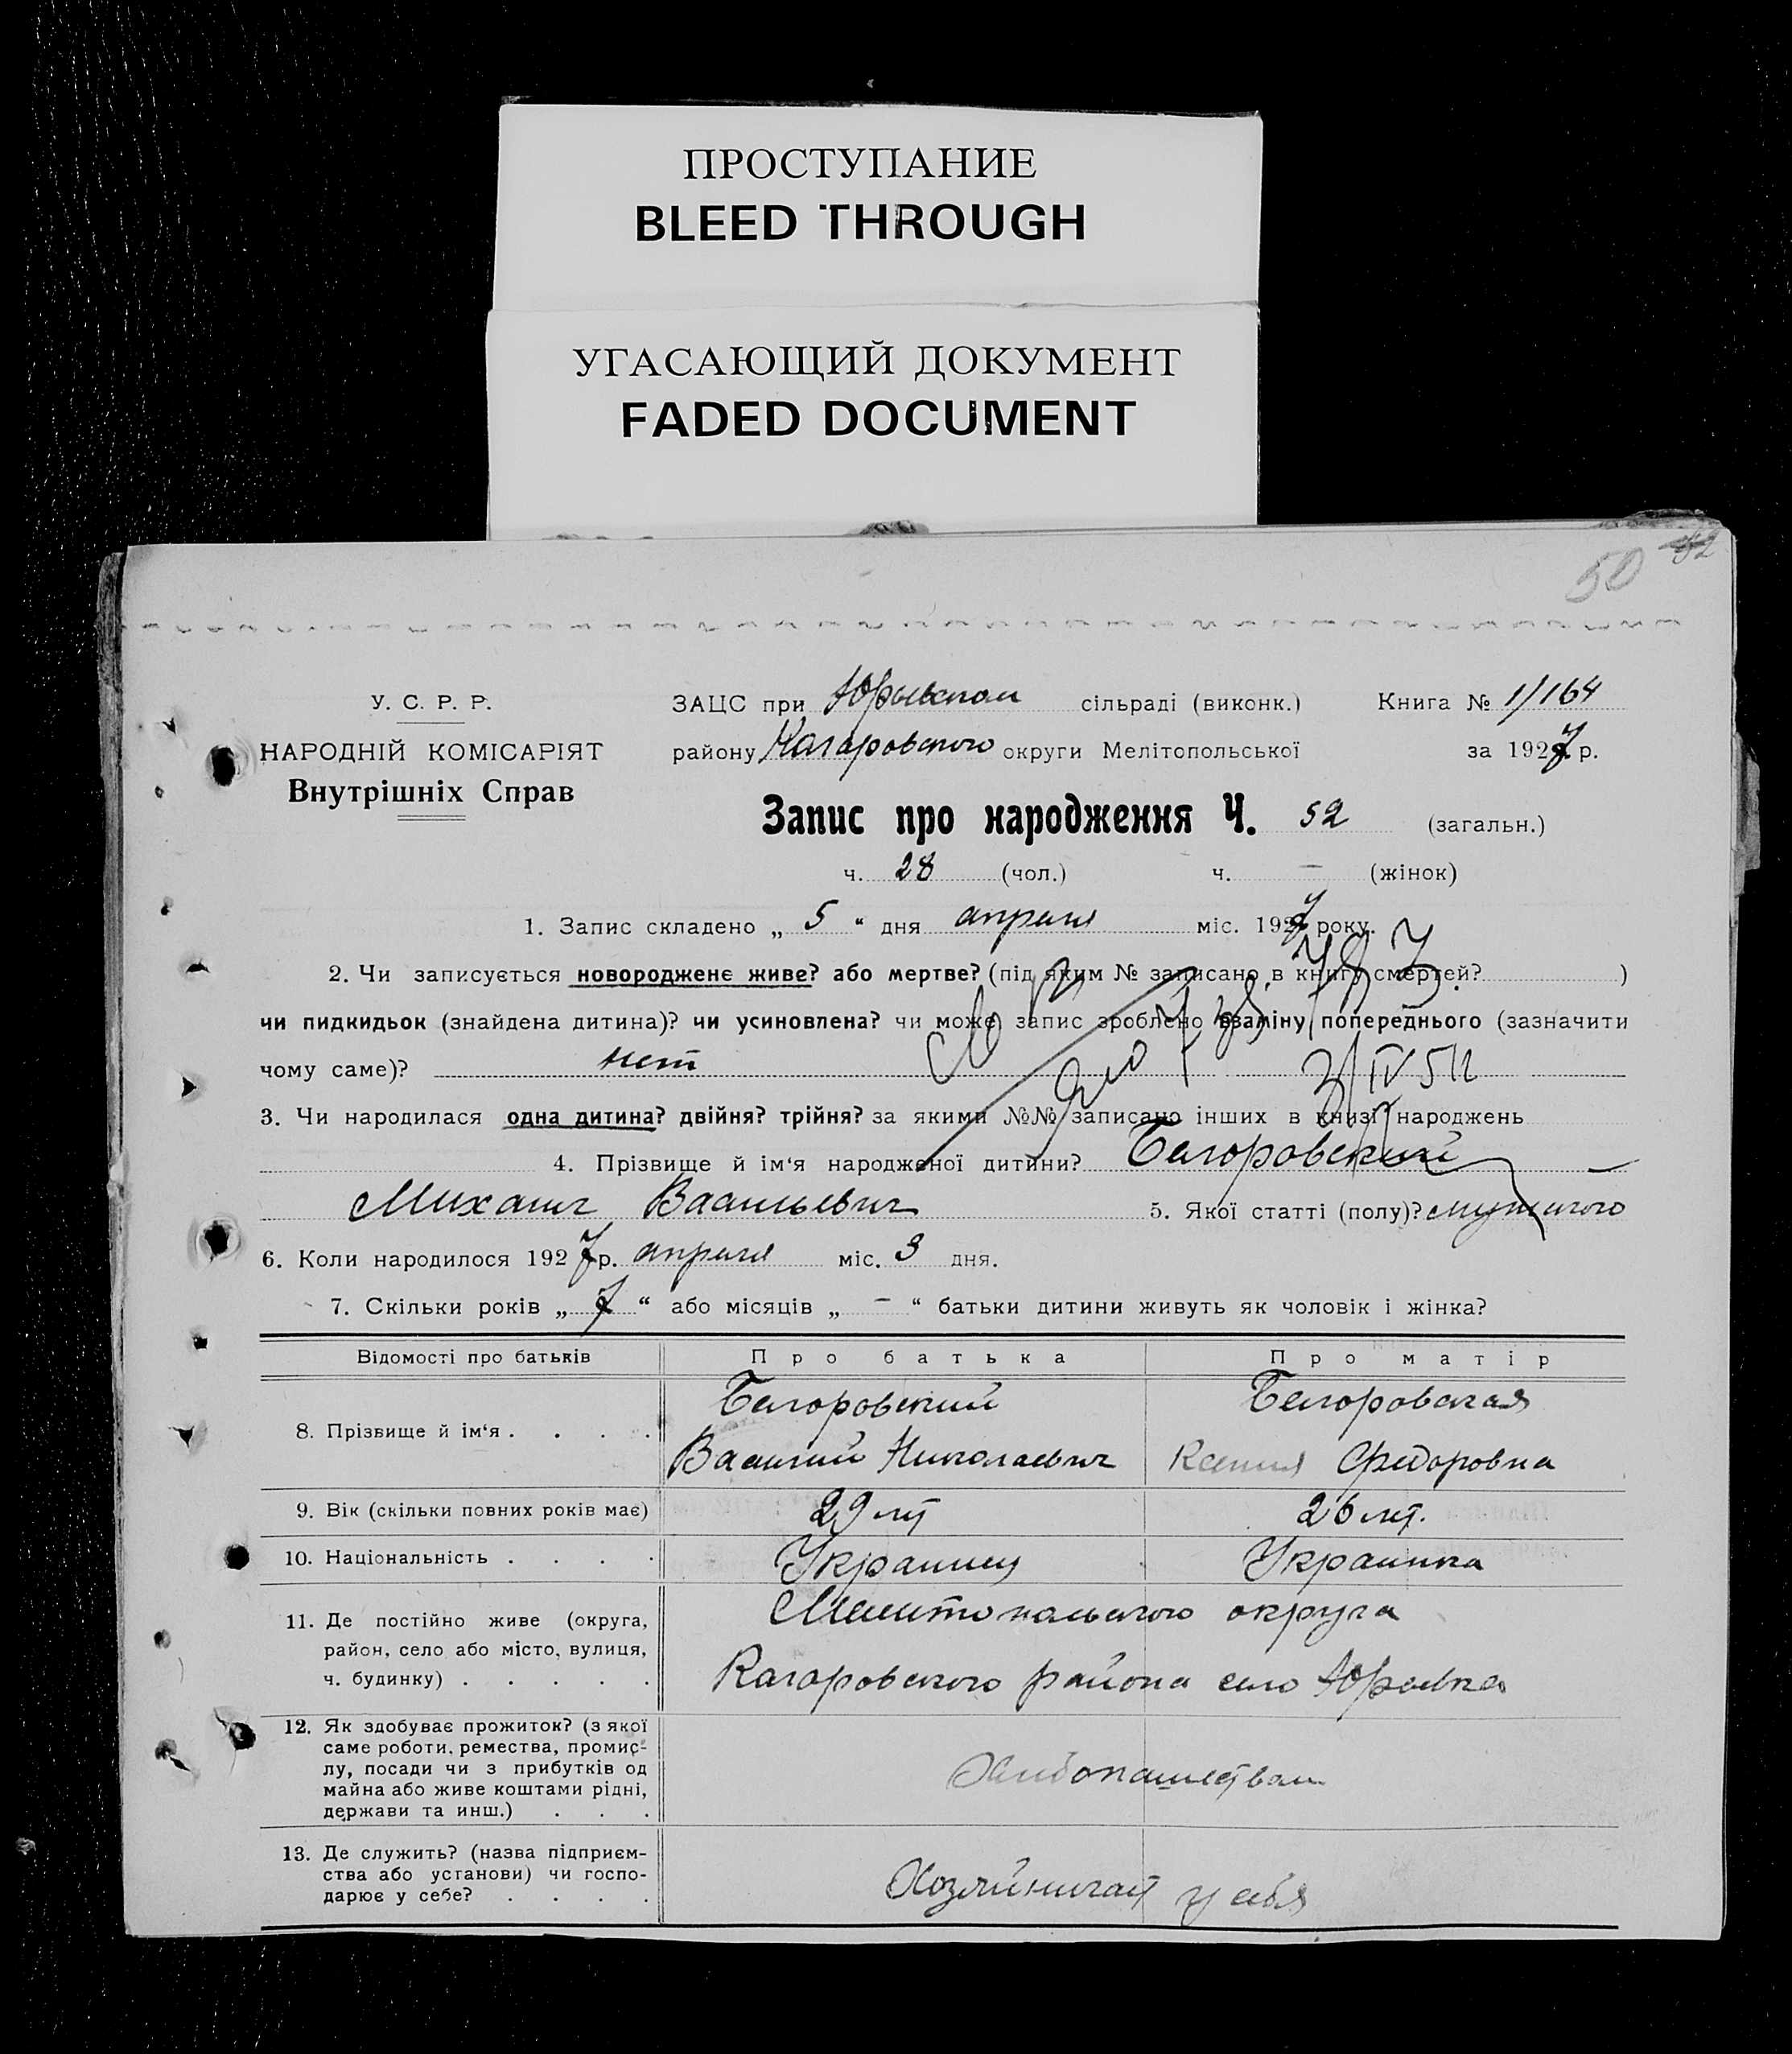 ПРОСТУПАНИЕ
BLEED THROUGH
УГАСАЮЩИЙ ДОКУМЕНТ
FADED DOCUMENT
50
У. С. Р. Р.
НАРОДНІЙ КОМІСАРІЯТ
Внутрішніх Справ
ЗАЦС при Юрьевском сільраді (виконк.) Книга № 1/164
району округи Мелітопольської за 1927 р.
Запис про народження Ч. 52 (загальн.)
ч. 28 (чол.) ч. – (жінок)
1. Запис складено „ 5 “ дня апреля міс. 1927 року.
2. Чи записується новороджене живе? або мертве? (під яким № записано в книгу смертей? )
чи пидкидьок (знайдена дитина)? чи усиновлена? чи може запис зроблено взаміну попереднього (зазначити
чому саме)? нет
3/IV 51
3. Чи народилася одна дитина? двійня? трійня? за якими №№ записано інших в книзі народжень
4. Прізвище й ім‘я народженої дитини? Белоровский
Михаил Васильевич 5. Якої статті (полу)? мужского
6. Коли народилося 1927 р. апреля міс. 3 дня.
7. Скільки років „ 7 “ або місяців „ – “ батьки дитини живуть як чоловік і жінка?
Відомості про батьків Про батька Про матір
8. Прізвище й ім‘я . . . .
Белоровский Белоровская
Василий Николаевич Ксения Федоровна
9. Вік (скільки повних років має) 29 лет 26 лет.
10. Національність . . . . Украинец Украинка
11. Де постійно живе (округа,
район, село або місто, вулиця,
ч. будинку) . . . . .
Мелитопольского округа
района село Юрьевка
12. Як здобуває прожиток? (з якої
саме роботи, ремества, промис-
лу, посади чи з прибутків од
майна або живе коштами рідні,
держави та инш.) . . .
Хлебопашеством
13. Де служить? (назва підприєм-
ства або установи) чи госпо-
дарює у себе? . . . .
Хозяйничает у себя